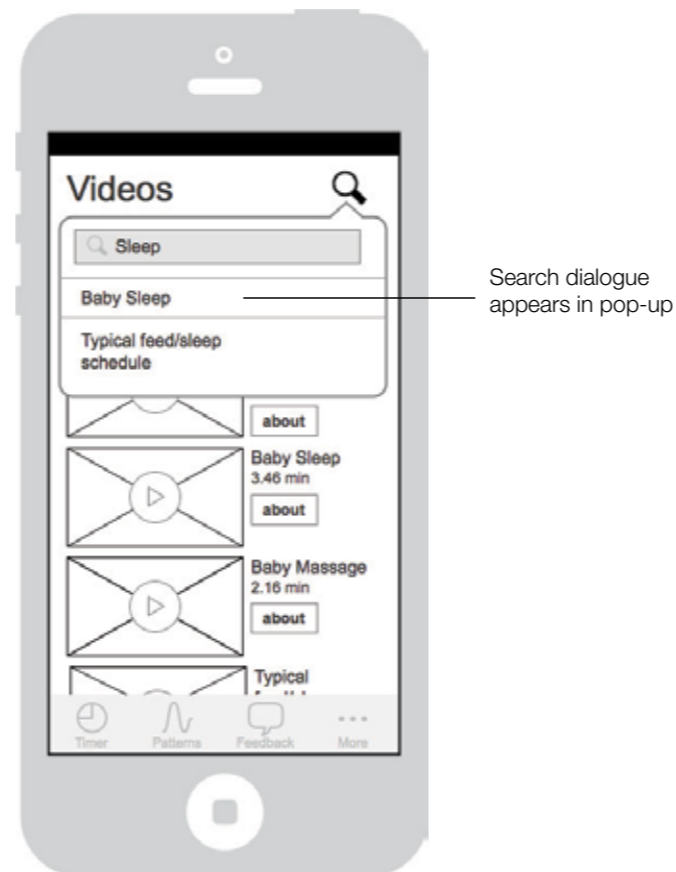 Videos
Sleep
Baby Sleep
Typical feed/sleep
schedule
Search dialogue
appears in pop-up
about
Baby Sleep
3.46 min
about
Baby Massage
2.16 min
about
Typical
Timer Patterns Feedback More